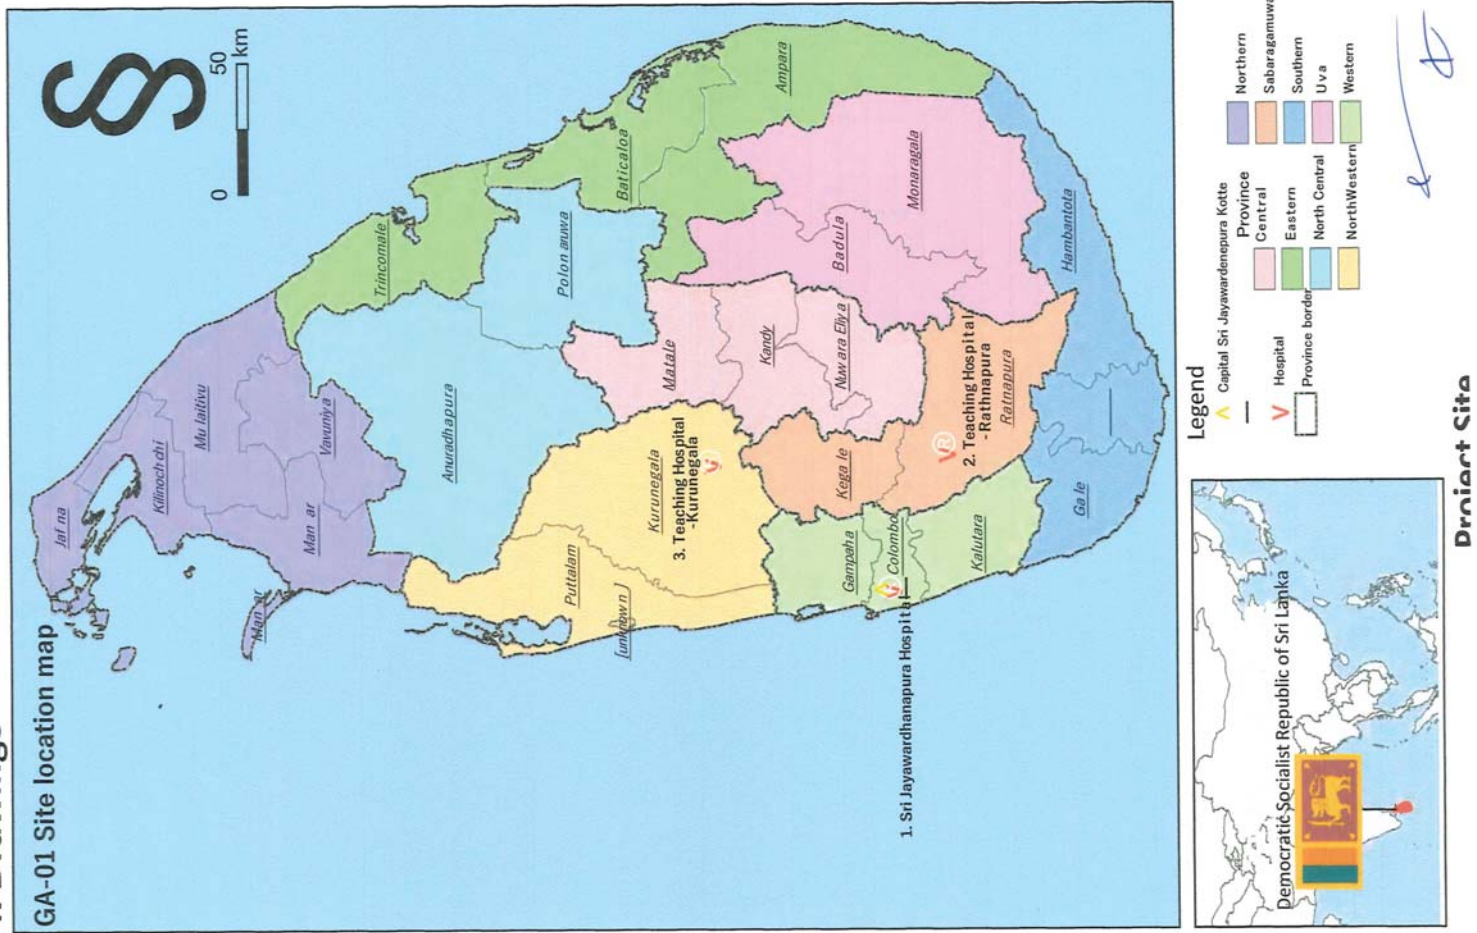 GA-01 Site location map
0 50 km
Jaf na
Kilinoch chi
Mu laitivu
Man ar
Man ar
Vavuniya
Trincomale
Anuradhapura
Polon aruwa
Baticaloa
Ampara
Puttalam
[unknown]
Kurunegala
3. Teaching Hospital
-Kurunegala
Matale
Kandy
Nuw ara Eliya
Badula
Monaragala
Gampaha
Kega le
Colombo
1. Sri Jayawardhanapura Hospital
2. Teaching Hospital
-Rathnapura
Ratnapura
Kalutara
Ga le
Hambantota
Democratic Socialist Republic of Sri Lanka
Legend
Capital Sri Jayawardenepura Kotte
Hospital
Province border
Province
Central
Eastern
North Central
NorthWestern
Northern
Sabaragamuwa
Southern
Uva
Western
Project Site